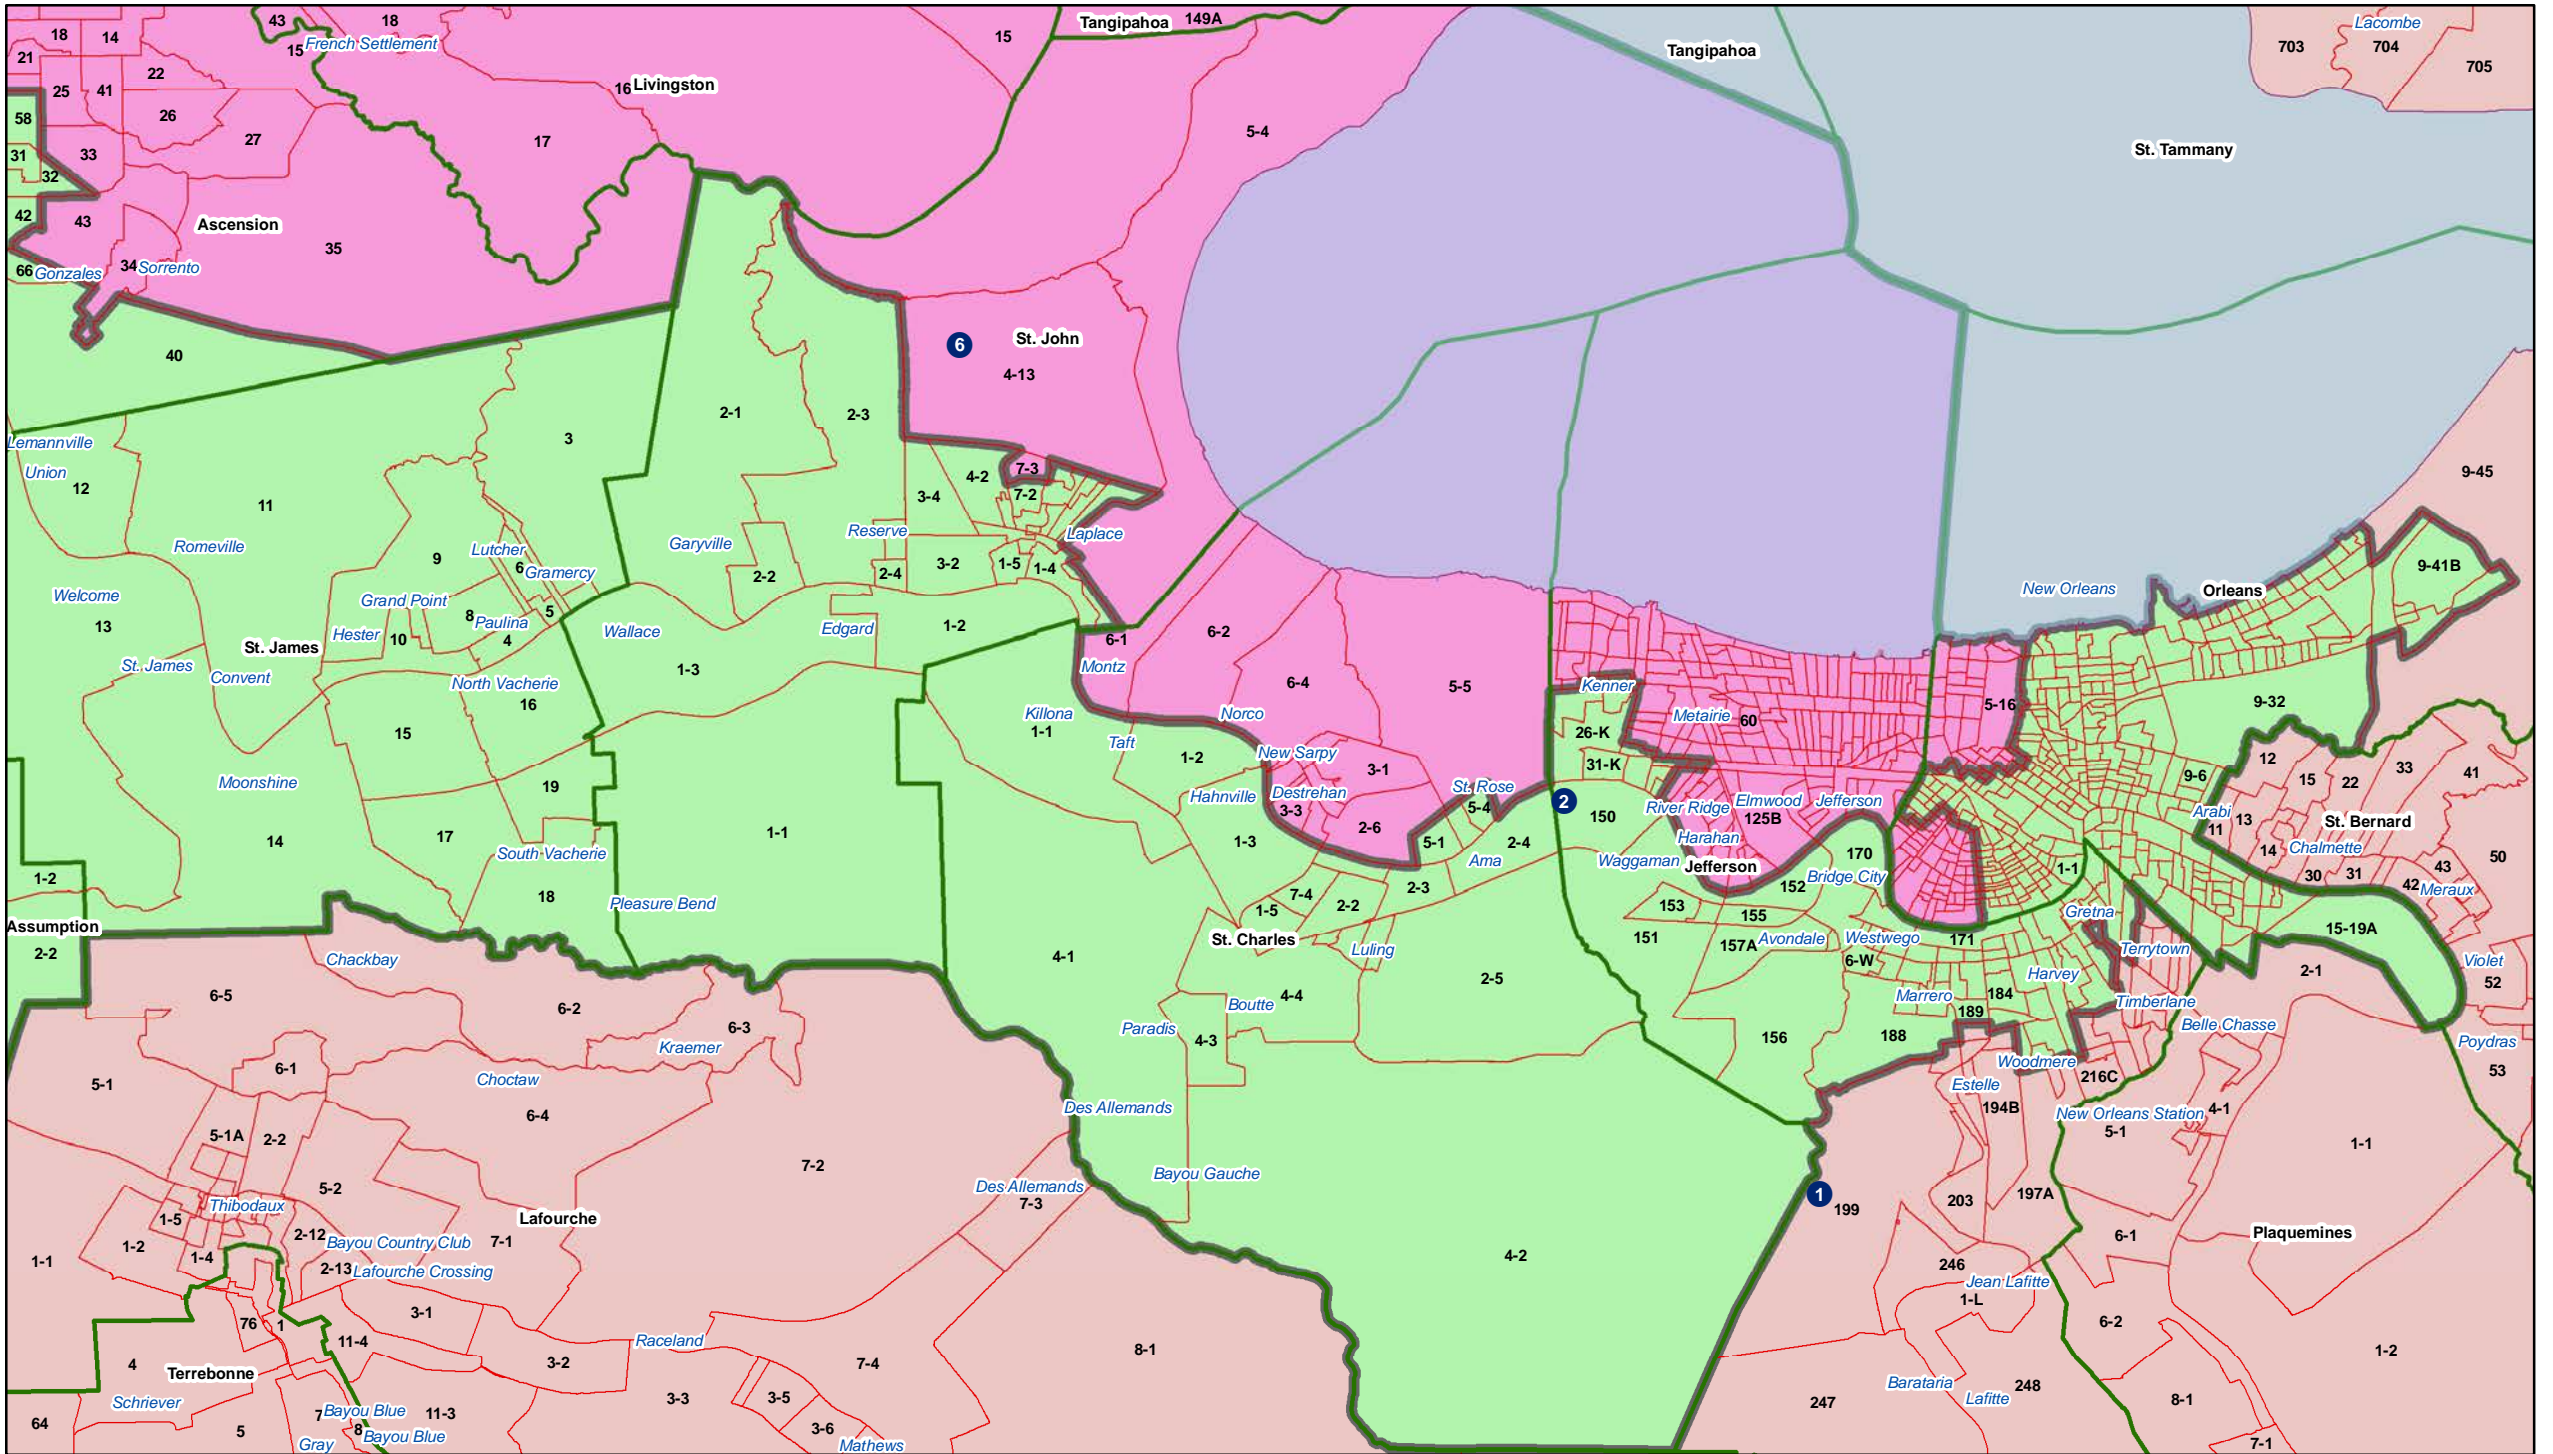 43
18
Tangipahoa
149A
Lacombe
18
14
15
French Settlement
15
703
704
705
Tangipahoa
21
22
25
41
16
Livingston
26
58
27
17
5-4
St. Tammany
31
33
32
42
43
Ascension
35
34
Sorrento
66
Gonzales
6
St. John
40
4-13
2-1
2-3
3
Lemannville
Union
12
11
7-3
4-2
7-2
3-4
9-45
Romeville
Reserve
Laplace
Garyville
Lutcher
9
6
Gramercy
2-2
2-4
3-2
1-5
1-4
9-41B
New Orleans
Orleans
Welcome
13
Grand Point
8
Paulina
5
4
Hester
10
St. James
Wallace
Edgard
1-2
6-1
6-2
Montz
St. James
Convent
1-3
North Vacherie
16
6-4
5-5
Kenner
15
Killona
1-1
Norco
Metairie
60
5-16
9-32
26-K
Taft
1-2
New Sarpy
3-1
31-K
12
15
22
33
41
9-6
Moonshine
19
Hahnville
Destrehan
3-3
St. Rose
5-4
2
River Ridge
Elmwood
Jefferson
125B
Arabi
11
13
St. Bernard
150
14
17
1-1
1-3
2-6
5-1
2-4
Harahan
Ama
Waggaman
Jefferson
170
Bridge City
152
1-1
14
Chalmette
30
31
42
43
Meraux
50
South Vacherie
18
Pleasure Bend
1-2
7-4
2-3
2-2
1-5
153
155
Gretna
Assumption
2-2
St. Charles
Luling
151
157A
Avondale
Westwego
171
6-W
Terrytown
15-19A
Chackbay
4-1
2-5
Harvey
2-1
Violet
52
6-5
6-2
Boutte
4-4
Marrero
184
189
Timberlane
6-3
Kraemer
Paradis
4-3
156
188
Belle Chasse
Poydras
53
6-1
5-1
Choctaw
Woodmere
216C
Estelle
6-4
Des Allemands
194B
New Orleans Station
4-1
5-1
1-1
5-1A
2-2
7-2
Bayou Gauche
5-2
Des Allemands
7-3
1
199
203
197A
Thibodaux
1-5
Lafourche
1-2
2-12
Bayou Country Club
7-1
1-4
1-1
2-13
Lafourche Crossing
4-2
6-1
Plaquemines
246
Jean Lafitte
1-L
3-1
76
1
11-4
Raceland
6-2
4
Terrebonne
3-2
7-4
8-1
1-2
Schriever
3-3
3-5
Barataria
Lafitte
248
247
8-1
64
5
7
Bayou Blue
11-3
8
Bayou Blue
3-6
Gray
Mathews
7-1